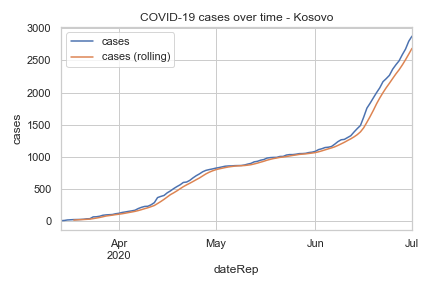 COVID-19 cases over time - Kosovo
cases
cases (rolling)
3000
2500
2000
1500
1000
500
0
cases
Apr
2020
May
Jun
Jul
dateRep